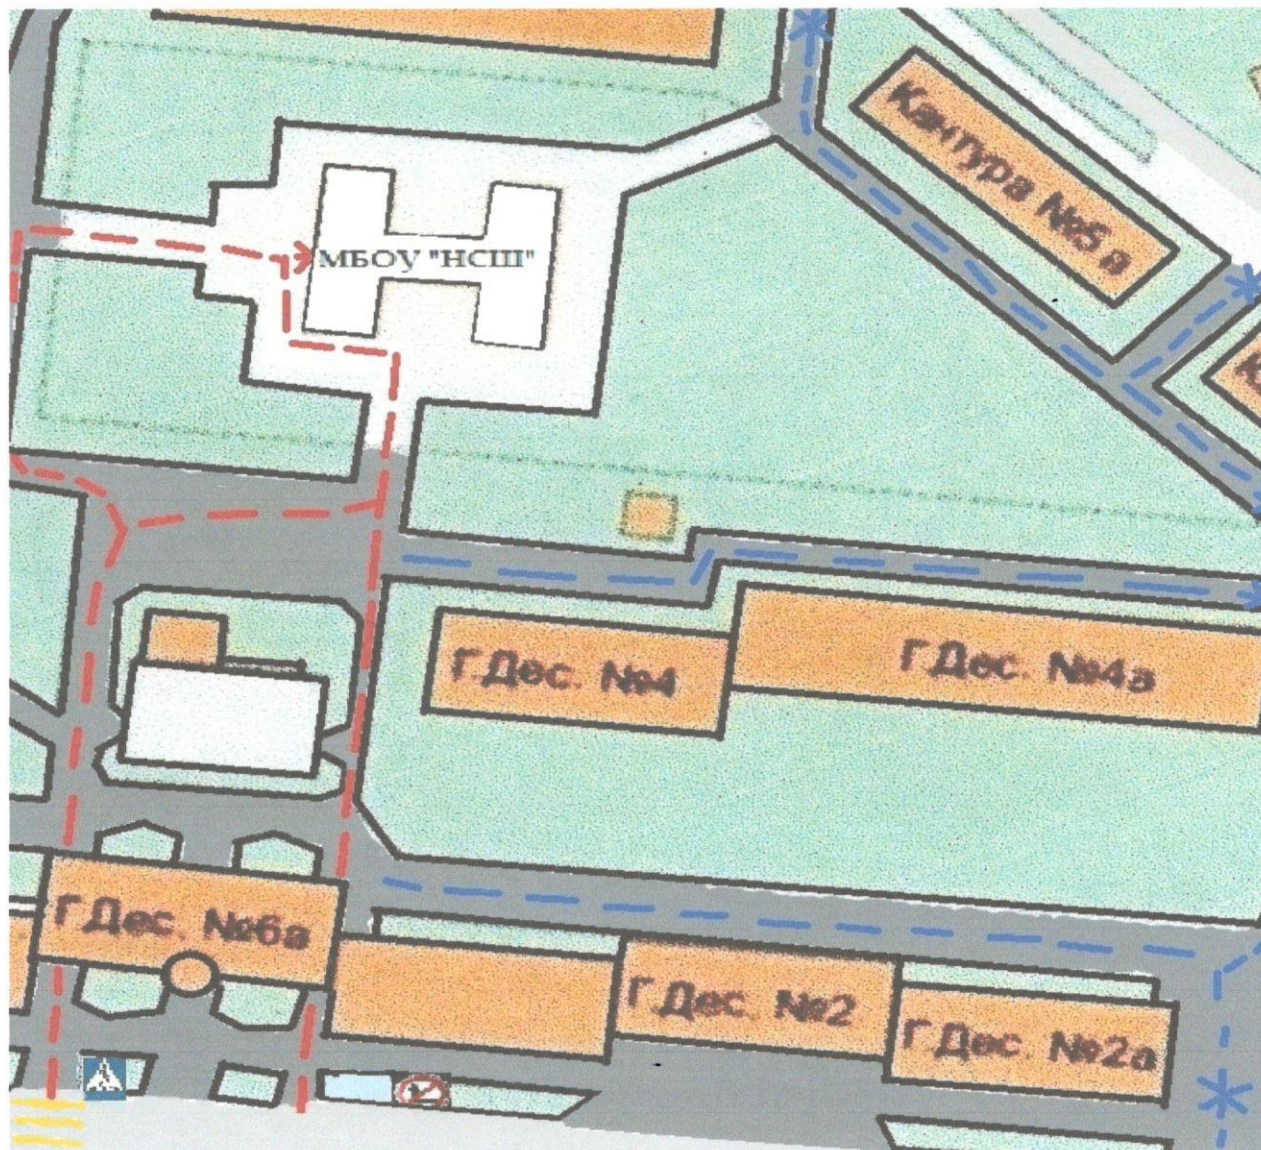 Кантура №5 а
МБОУ "НСШ"
Г.Дес. №4
Г.Дес. №4а
Г.Дес. №6а
Г.Дес. №2
Г.Дес. №2а